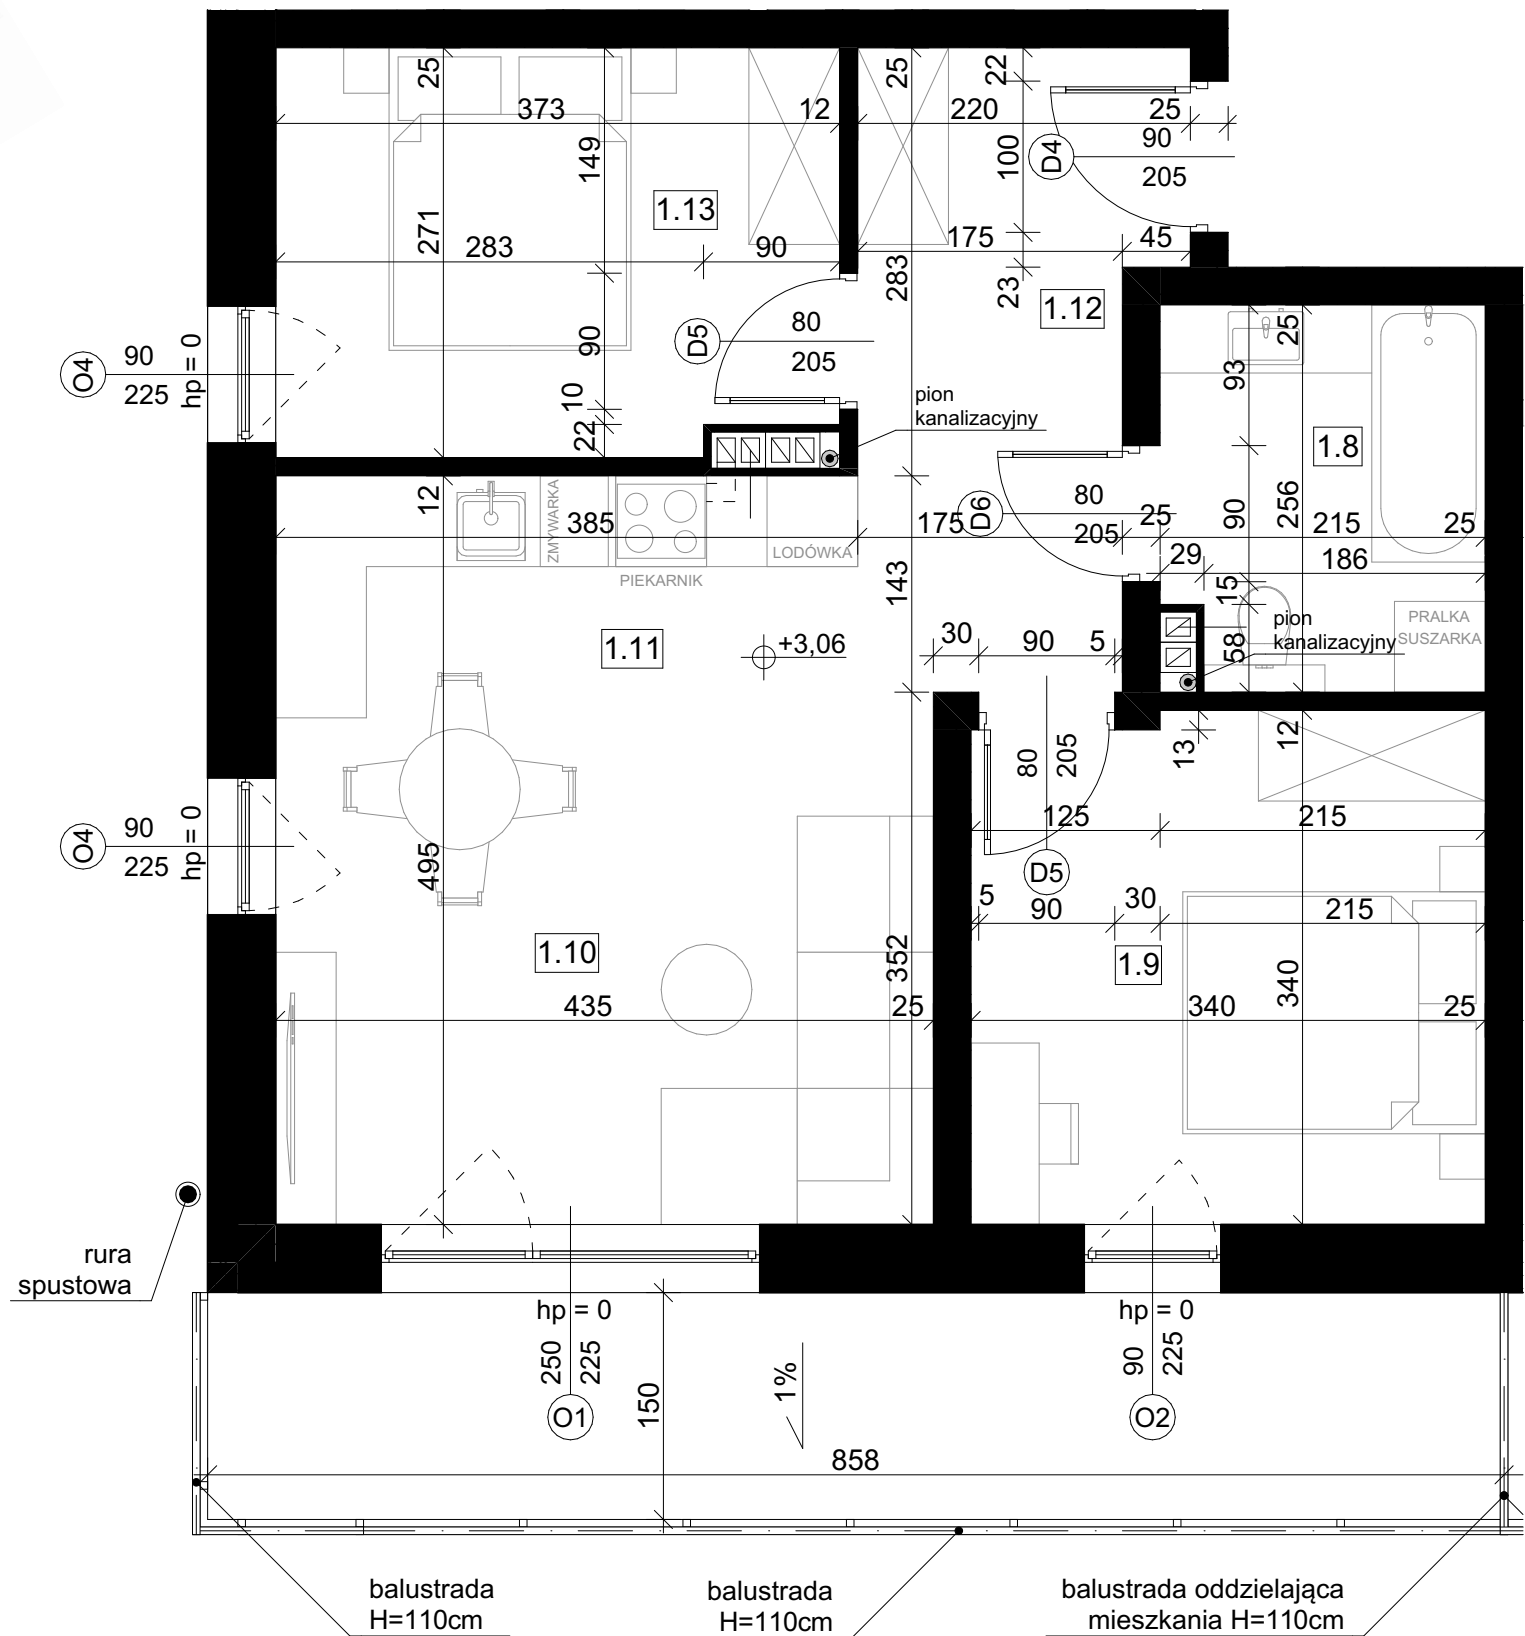 25
25
22
373
12
220
25
D4
90
205
149
100
1.13
271
283
90
175
45
283
23
1.12
O4
90
225
hp = 0
90
D5
80
205
25
93
10
22
pion
kanalizacyjny
1.8
12
ZMYWARKA
385
LODÓWKA
PIEKARNIK
175
D6
80
205
25
90
256
215
25
29
186
143
15
58
1.11
+3,06
30
90
5
pion
kanalizacyjny
PRALKA
SUSZARKA
80
205
13
12
O4
90
225
hp = 0
495
125
215
D5
5
90
30
215
1.10
352
1.9
340
435
25
340
25
rura
spustowa
hp = 0
250
225
O1
150
1%
hp = 0
90
225
O2
858
balustrada
H=110cm
balustrada
H=110cm
balustrada oddzielająca
mieszkania H=110cm